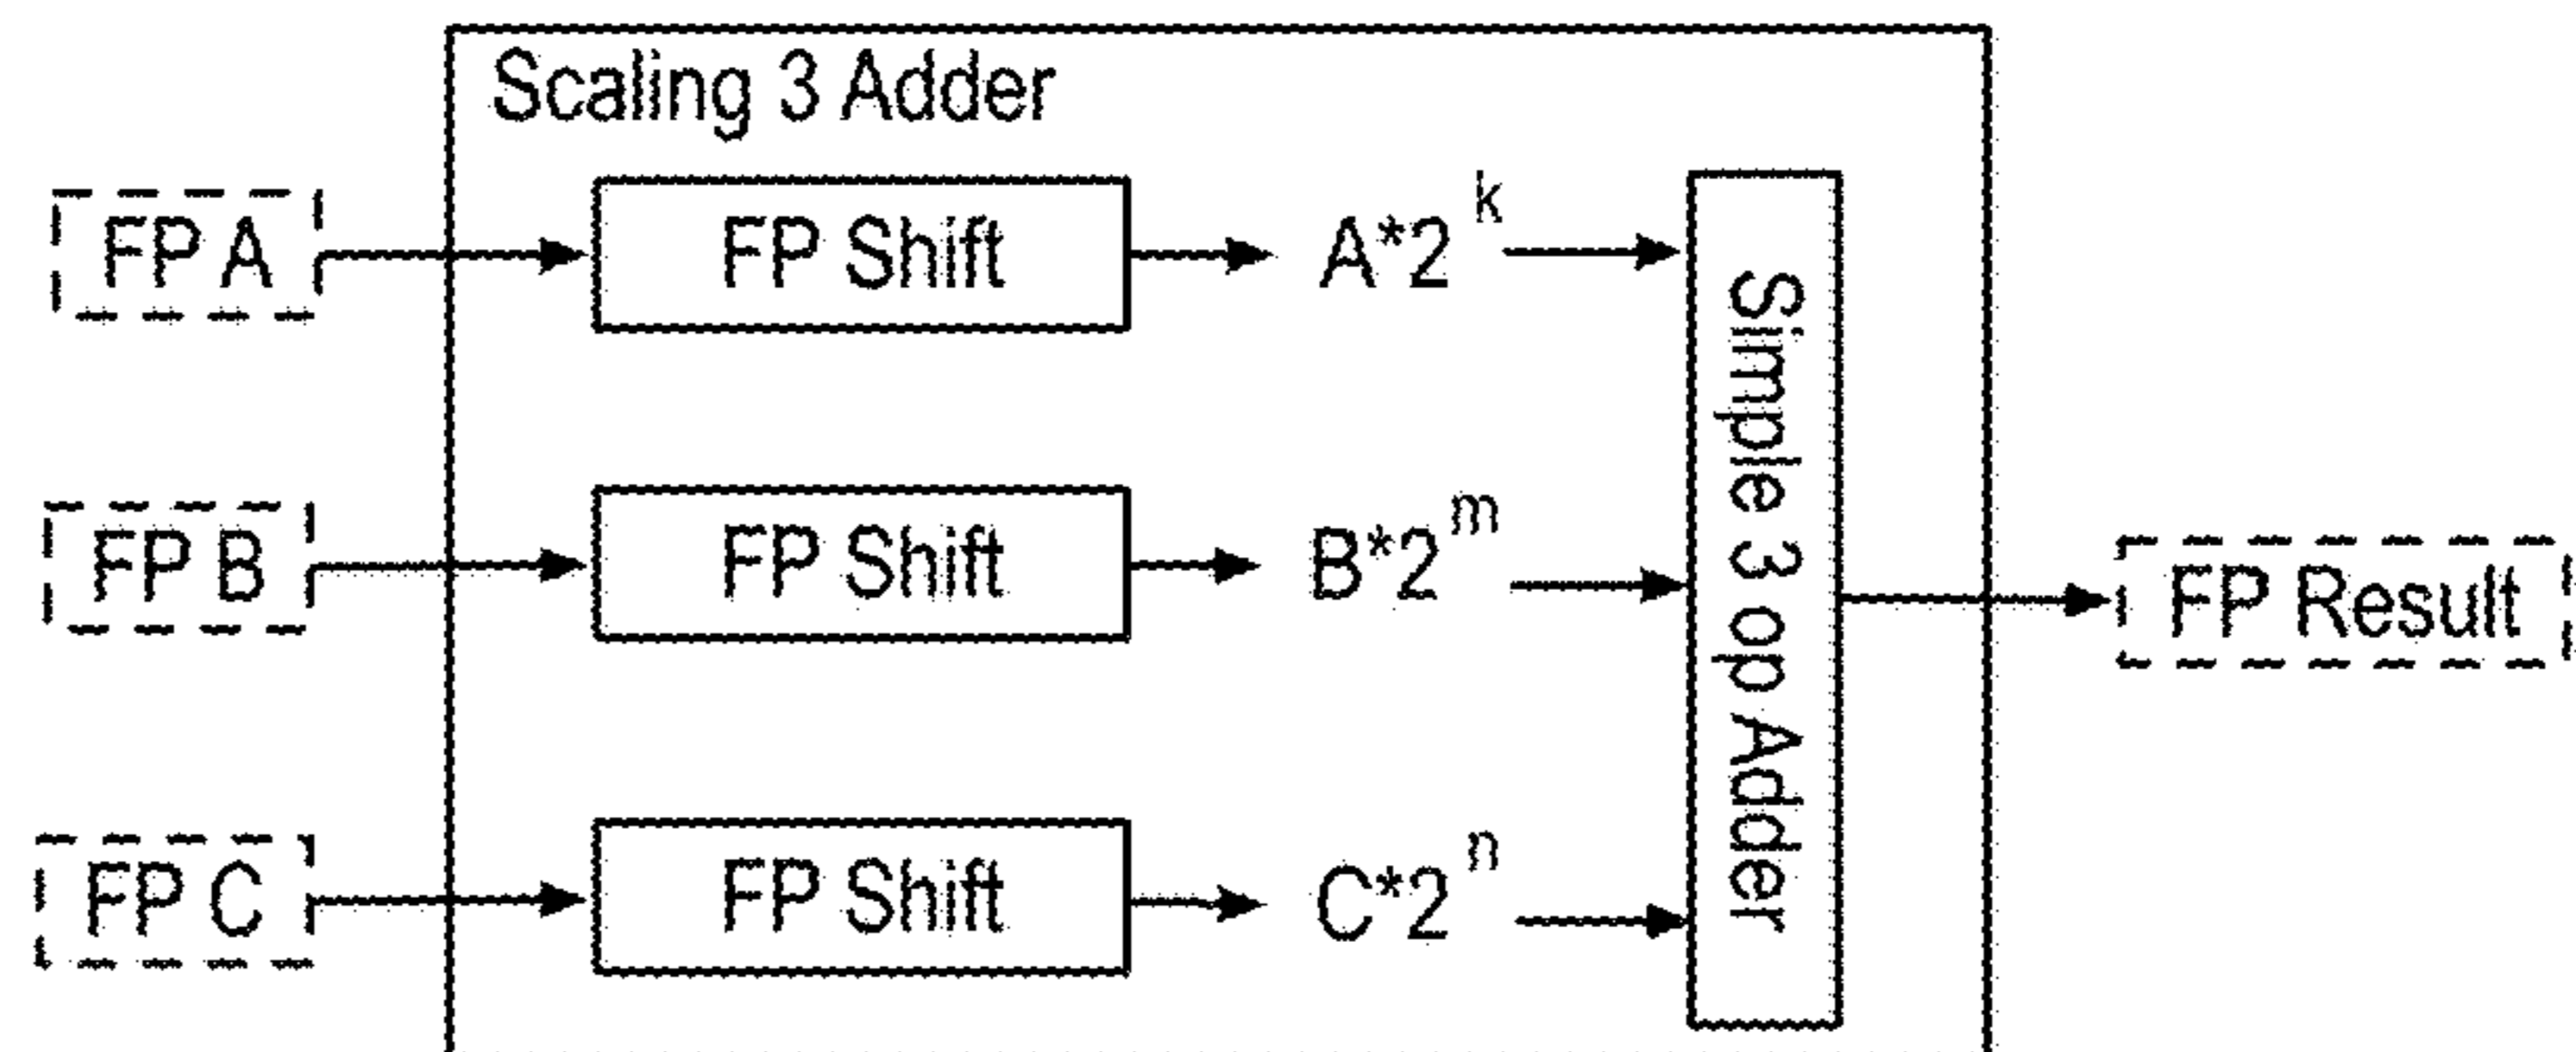 Scaling 3 Adder
FP A
FP Shift
A*2^k
FP B
FP Shift
B*2^m
FP C
FP Shift
C*2^n
Simple 3 op Adder
FP Result